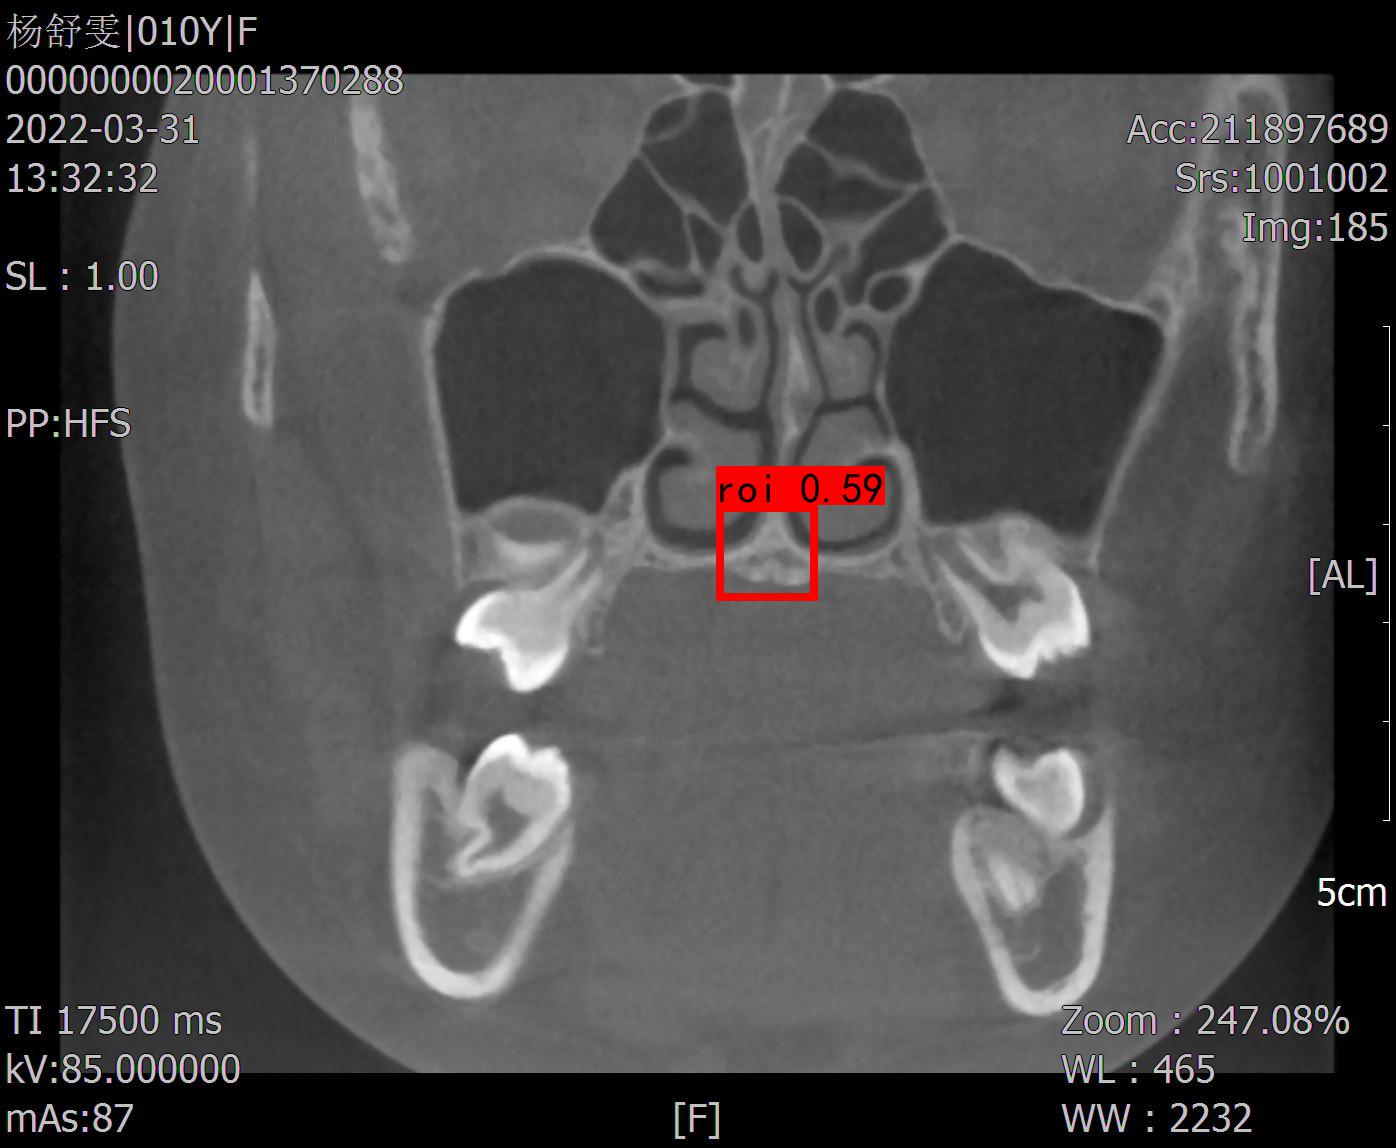 杨舒雯|010Y|F
0000000020001370288
2022-03-31
13:32:32
SL : 1.00
PP:HFS
Acc:211897689
Srs:1001002
Img:185
roi 0.59
[AL]
5cm
TI 17500 ms
kV:85.000000
mAs:87
[F]
Zoom : 247.08%
WL : 465
WW : 2232